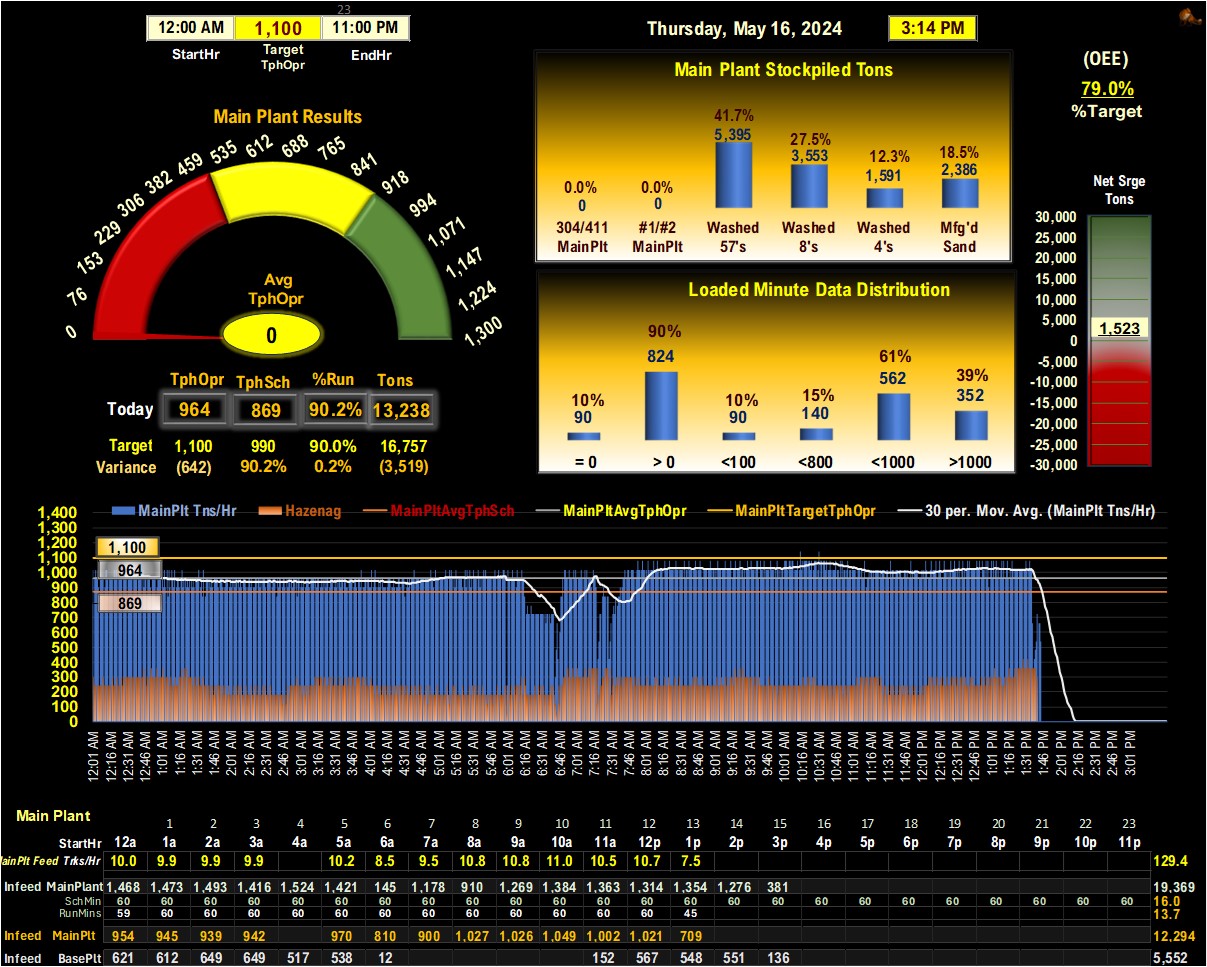 23
12:00 AM 1,100 11:00 PM
StartHr Target TphOpr EndHr
Thursday, May 16, 2024 3:14 PM
(OEE)
79.0%
%Target
Main Plant Results
0 76 153 229 306 382 459 535 612 688 765 841 918 994 1,071 1,147 1,224 1,300
Avg
TphOpr
0
TphOpr TphSch %Run Tons
Today 964 869 90.2% 13,238
Target 1,100 990 90.0% 16,757
Variance (642) 90.2% 0.2% (3,519)
Main Plant Stockpiled Tons
0.0% 0.0% 41.7% 27.5% 12.3% 18.5%
0 0 5,395 3,553 1,591 2,386
304/411 #1/#2 Washed Washed Washed Mfg'd
MainPlt MainPlt 57's 8's 4's Sand
Loaded Minute Data Distribution
10% 90% 10% 15% 61% 39%
90 824 90 140 562 352
= 0 > 0 <100 <800 <1000 >1000
Net Srge
Tons
30,000
25,000
20,000
15,000
10,000
5,000
1,523
0
-5,000
-10,000
-15,000
-20,000
-25,000
-30,000
MainPlt Tns/Hr Hazenag MainPltAvgTphSch MainPltAvgTphOpr MainPltTargetTphOpr 30 per. Mov. Avg. (MainPlt Tns/Hr)
1,400
1,300
1,200
1,100
1,000
900
800
700
600
500
400
300
200
100
0
1,100
964
869
12:01 AM 12:16 AM 12:31 AM 12:46 AM 1:01 AM 1:16 AM 1:31 AM 1:46 AM 2:01 AM 2:16 AM 2:31 AM 2:46 AM 3:01 AM 3:16 AM 3:31 AM 3:46 AM 4:01 AM 4:16 AM 4:31 AM 4:46 AM 5:01 AM 5:16 AM 5:31 AM 5:46 AM 6:01 AM 6:16 AM 6:31 AM 6:46 AM 7:01 AM 7:16 AM 7:31 AM 7:46 AM 8:01 AM 8:16 AM 8:31 AM 8:46 AM 9:01 AM 9:16 AM 9:31 AM 9:46 AM 10:01 AM 10:16 AM 10:31 AM 10:46 AM 11:01 AM 11:16 AM 11:31 AM 11:46 AM 12:01 PM 12:16 PM 12:31 PM 12:46 PM 1:01 PM 1:16 PM 1:31 PM 1:46 PM 2:01 PM 2:16 PM 2:31 PM 2:46 PM 3:01 PM
Main Plant
1 2 3 4 5 6 7 8 9 10 11 12 13 14 15 16 17 18 19 20 21 22 23
StartHr 12a 1a 2a 3a 4a 5a 6a 7a 8a 9a 10a 11a 12p 1p 2p 3p 4p 5p 6p 7p 8p 9p 10p 11p
MainPlt Feed Trks/Hr 10.0 9.9 9.9 9.9 10.2 8.5 9.5 10.8 10.8 11.0 10.5 10.7 7.5 129.4
Infeed MainPlant 1,468 1,473 1,493 1,416 1,524 1,421 145 1,178 910 1,269 1,384 1,363 1,314 1,354 1,276 381 19,369
SchMin 60 60 60 60 60 60 60 60 60 60 60 60 60 60 60 60 60 60 60 60 60 60 60 60 16.0
RunMins 59 60 60 60 60 60 60 60 60 60 60 60 45 13.7
Infeed MainPlt 954 945 939 942 970 810 900 1,027 1,026 1,049 1,002 1,021 709 12,294
Infeed BasePlt 621 612 649 649 517 538 12 152 567 548 551 136 5,552